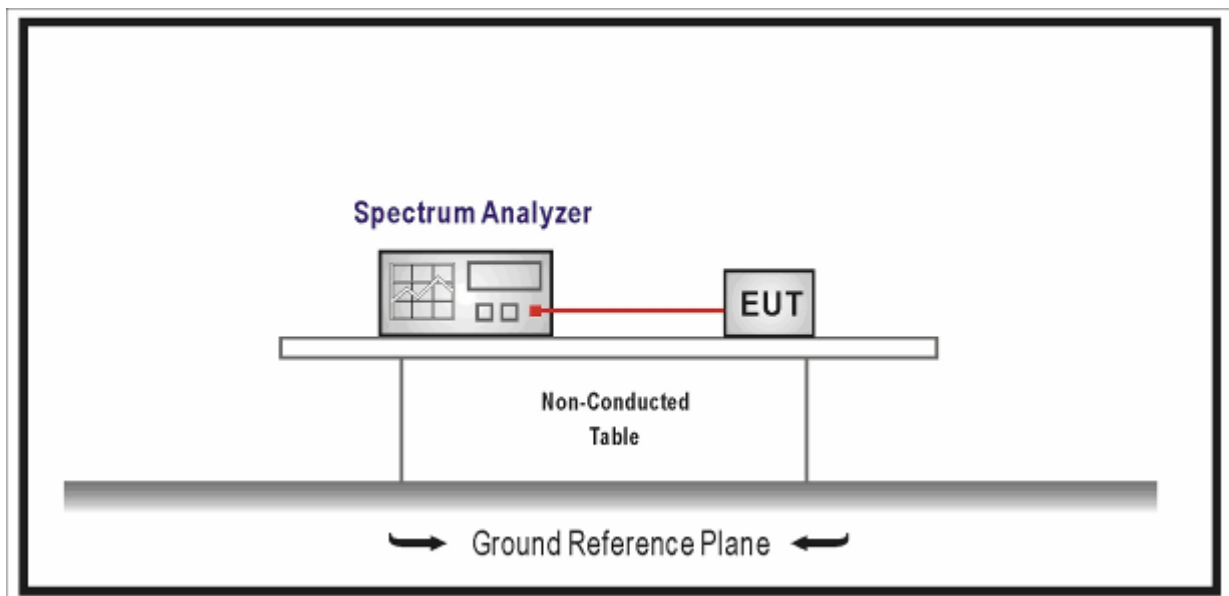 Spectrum Analyzer
EUT
Non-Conducted
Table
Ground Reference Plane